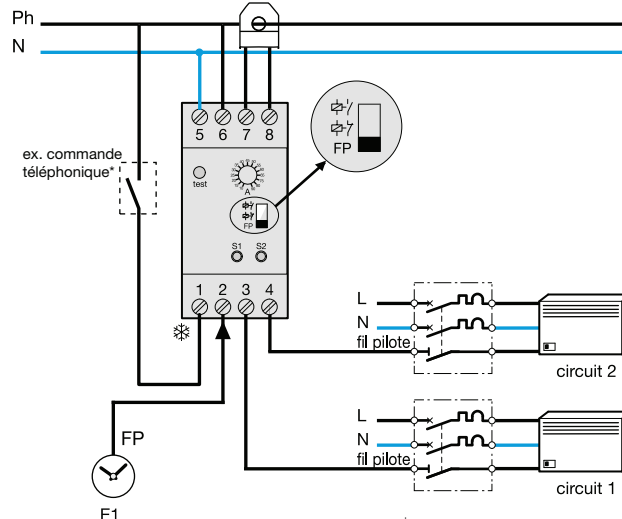 Ph
N
5 6 7 8
ex. commande
téléphonique*
test
A
FP
FP
S1 S2
1 2 3 4
L
N
fil pilote
circuit 2
FP
L
N
fil pilote
circuit 1
F1